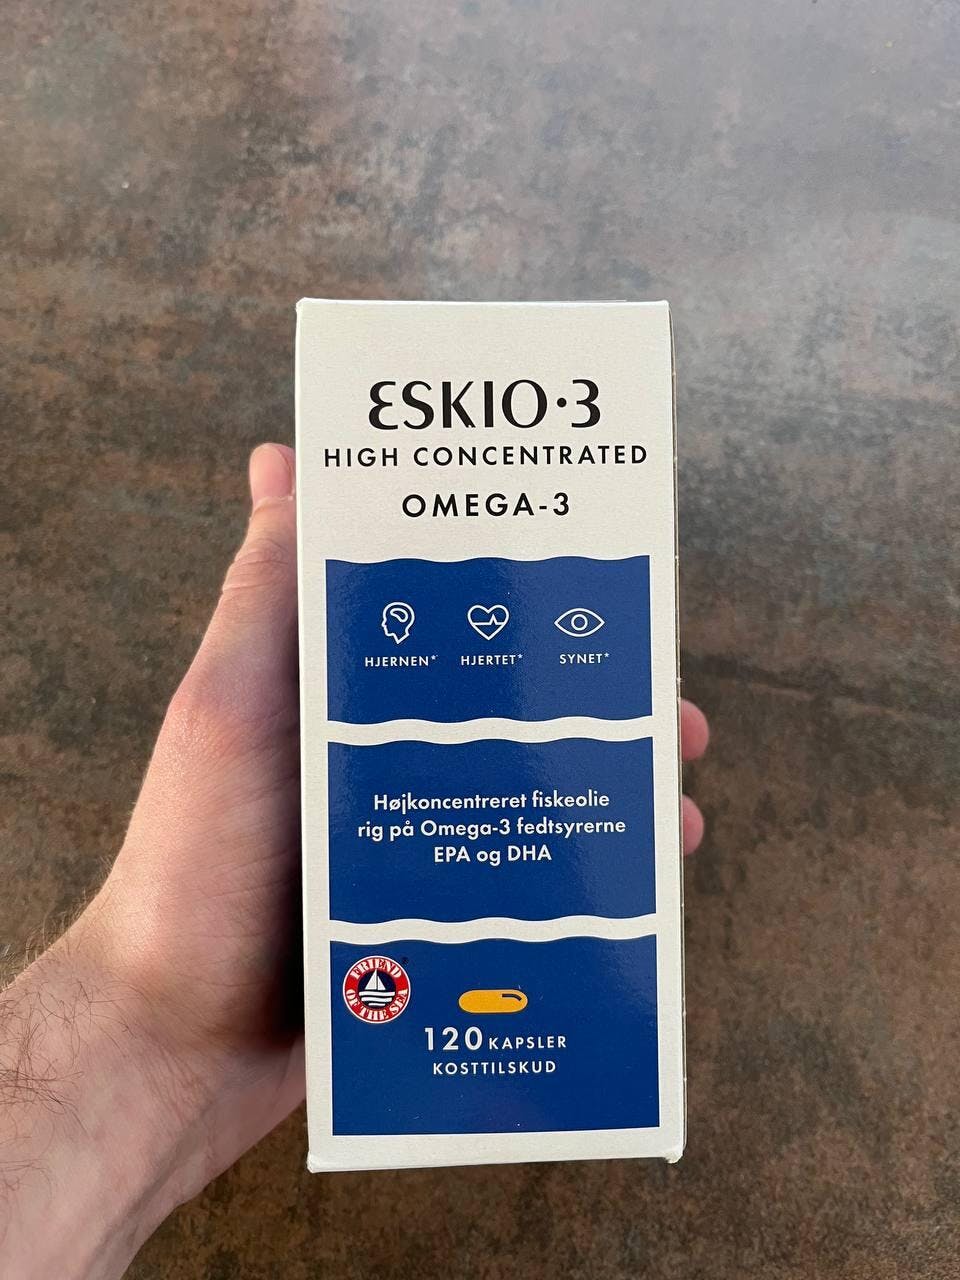 ESKIO·3
HIGH CONCENTRATED
OMEGA-3
HJERNEN* HJERTET* SYNET*
Højkoncentreret fiskeolie
rig på Omega-3 fedtsyrerne
EPA og DHA
FRIEND OF THE SEA®
120 KAPSLER
KOSTTILSKUD